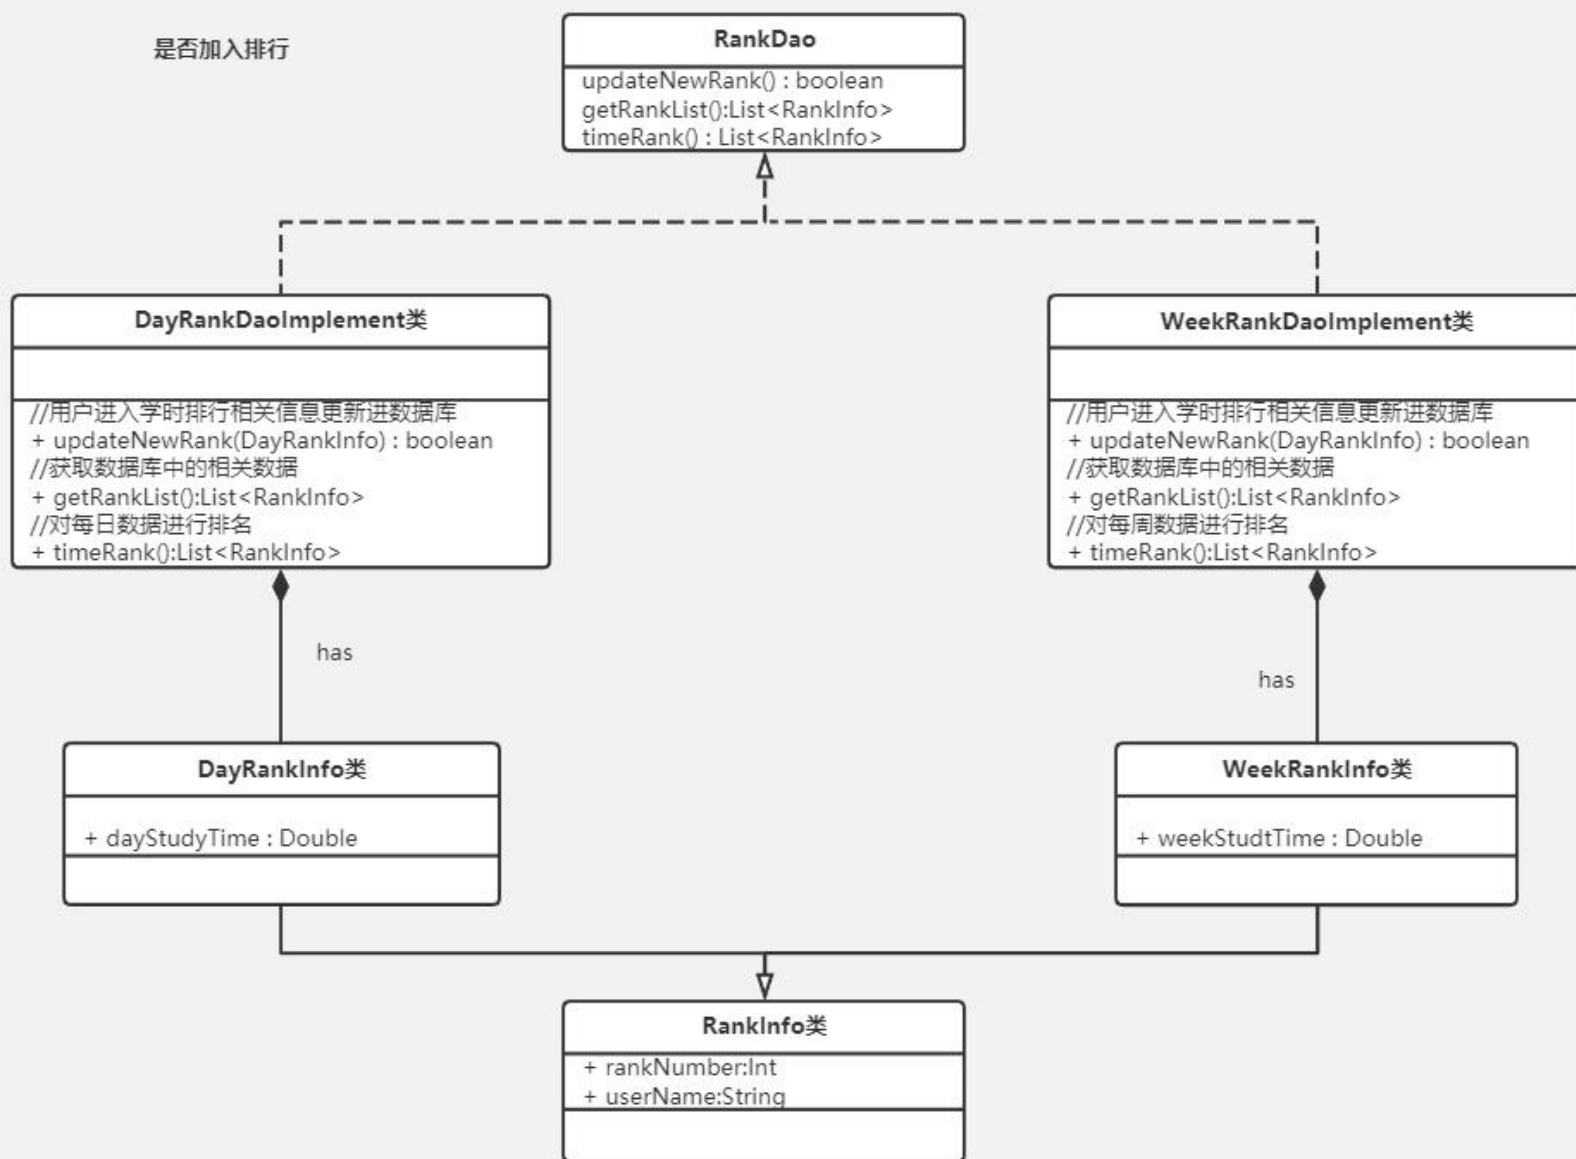 是否加入排行
RankDao
updateNewRank() : boolean
getRankList():List<RankInfo>
timeRank() : List<RankInfo>
DayRankDaoImplement类
//用户进入学时排行相关信息更新进数据库
+ updateNewRank(DayRankInfo) : boolean
//获取数据库中的相关数据
+ getRankList():List<RankInfo>
//对每日数据进行排名
+ timeRank():List<RankInfo>
WeekRankDaoImplement类
//用户进入学时排行相关信息更新进数据库
+ updateNewRank(DayRankInfo) : boolean
//获取数据库中的相关数据
+ getRankList():List<RankInfo>
//对每周数据进行排名
+ timeRank():List<RankInfo>
has
has
DayRankInfo类
+ dayStudyTime : Double
WeekRankInfo类
+ weekStudtTime : Double
RankInfo类
+ rankNumber:Int
+ userName:String